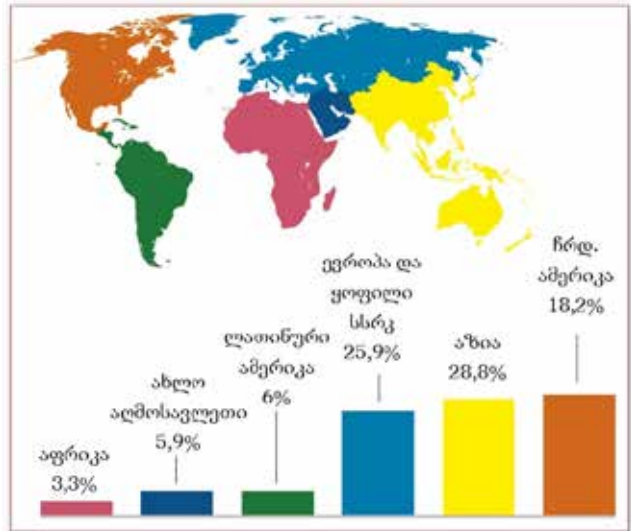 აფრიკა
3,3%
ახლო
აღმოსავლეთი
5,9%
ლათინური
ამერიკა
6%
ევროპა და
ყოფილი
სსრკ
25,9%
აზია
28,8%
ჩრდ.
ამერიკა
18,2%